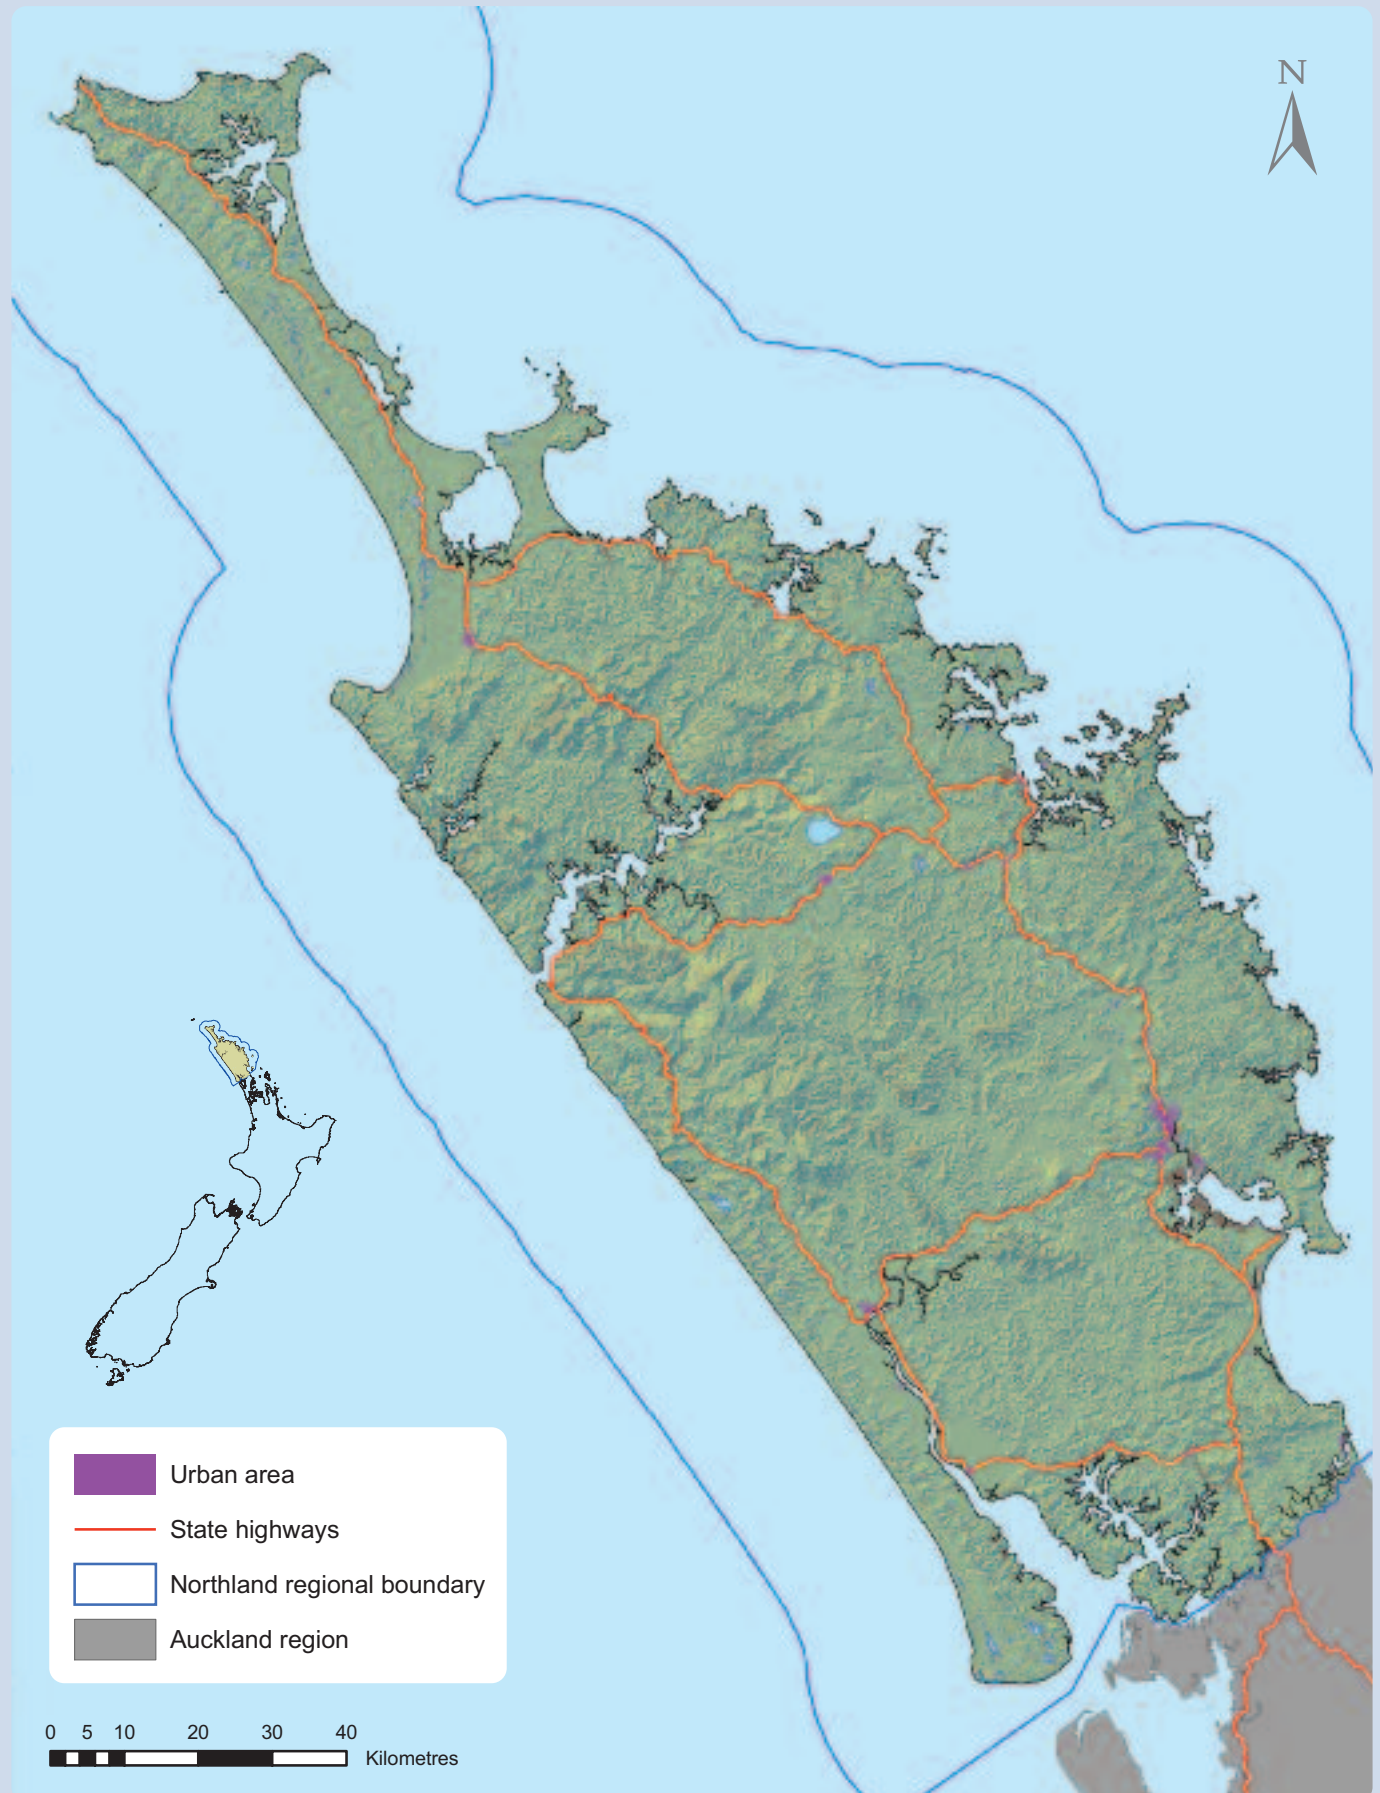 N
Urban area
State highways
Northland regional boundary
Auckland region
0 5 10 20 30 40
Kilometres